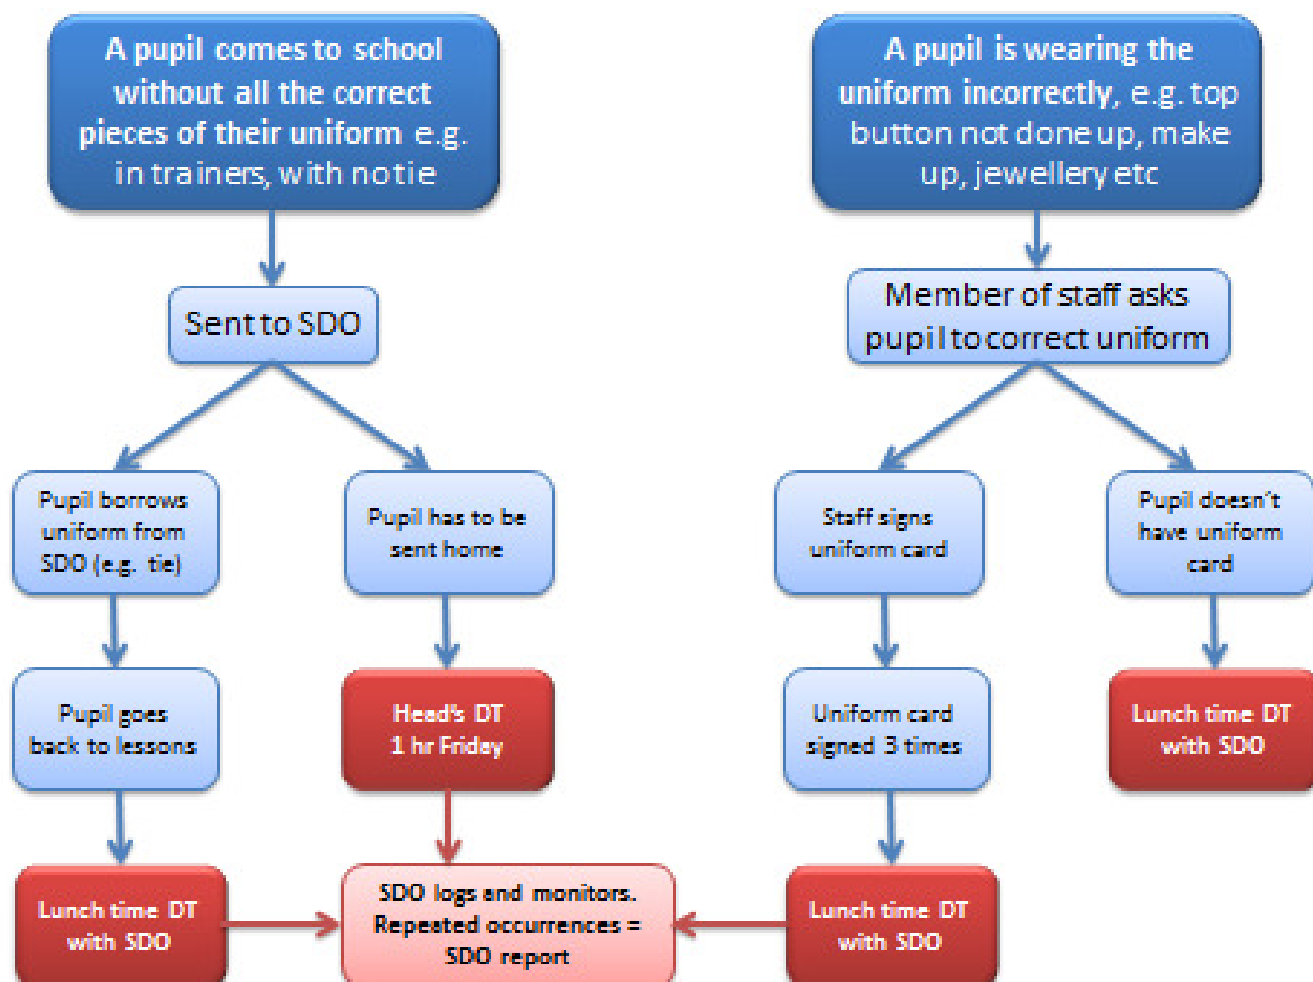 A pupil comes to school
without all the correct
pieces of their uniform e.g.
in trainers, with no tie
A pupil is wearing the
uniform incorrectly, e.g. top
button not done up, make
up, jewellery etc
Sent to SDO
Member of staff asks
pupil to correct uniform
Pupil borrows
uniform from
SDO (e.g. tie)
Pupil has to be
sent home
Staff signs
uniform card
Pupil doesn't
have uniform
card
Pupil goes
back to lessons
Head's DT
1 hr Friday
Uniform card
signed 3 times
Lunch time DT
with SDO
Lunch time DT
with SDO
SDO logs and monitors.
Repeated occurrences =
SDO report
Lunch time DT
with SDO